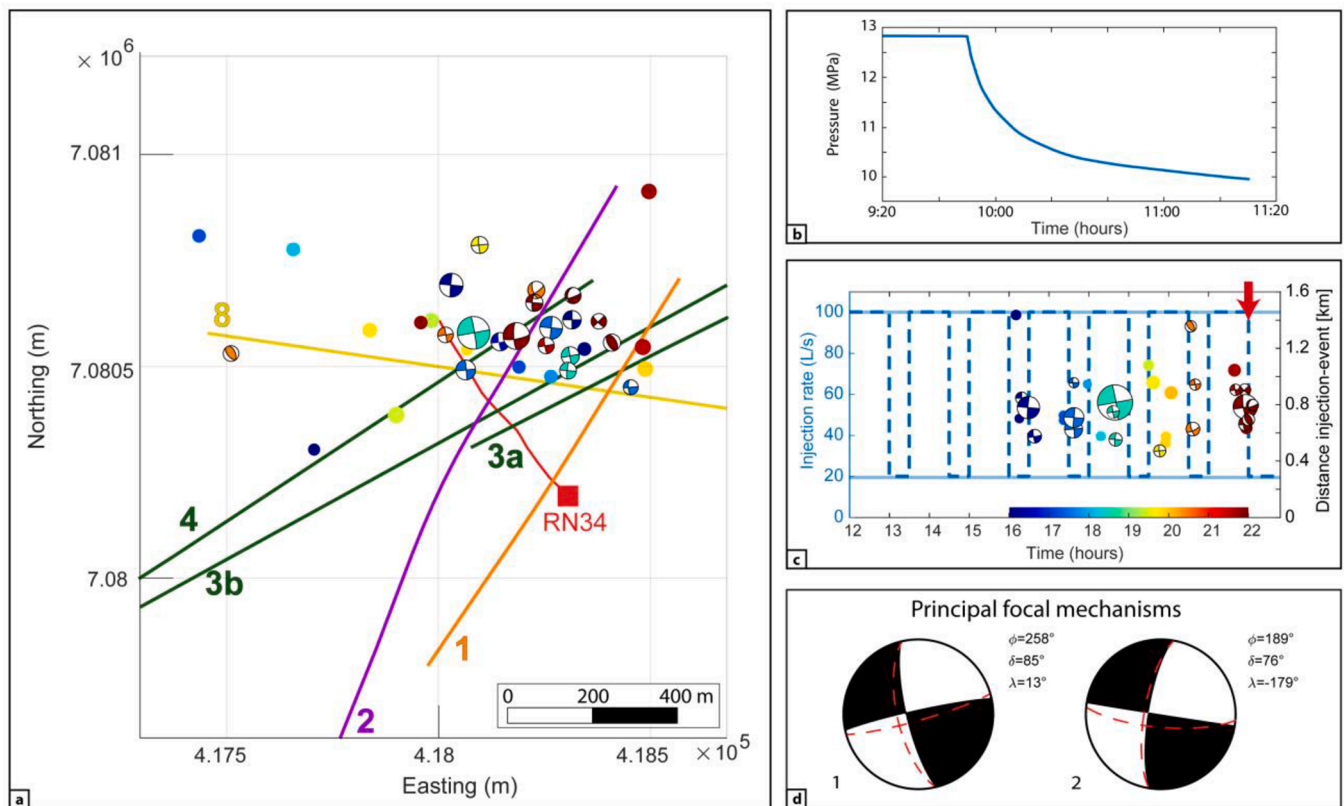 × 10⁶
7.081
7.0805
7.08
Northing (m)
8
4
3b
3a
RN34
1
2
0 200 400 m
4.175 4.18 4.185 × 10⁵
Easting (m)
a
13
12
11
10
Pressure (MPa)
9:20 10:00 11:00 11:20
Time (hours)
b
100
80
60
40
20
0
Injection rate (L/s)
1.6
1.2
0.8
0.4
0
Distance injection-event [km]
12 13 14 15 16 17 18 19 20 21 22
Time (hours)
c
Principal focal mechanisms
ϕ=258°
δ=85°
λ=13°
1
ϕ=189°
δ=76°
λ=-179°
2
d